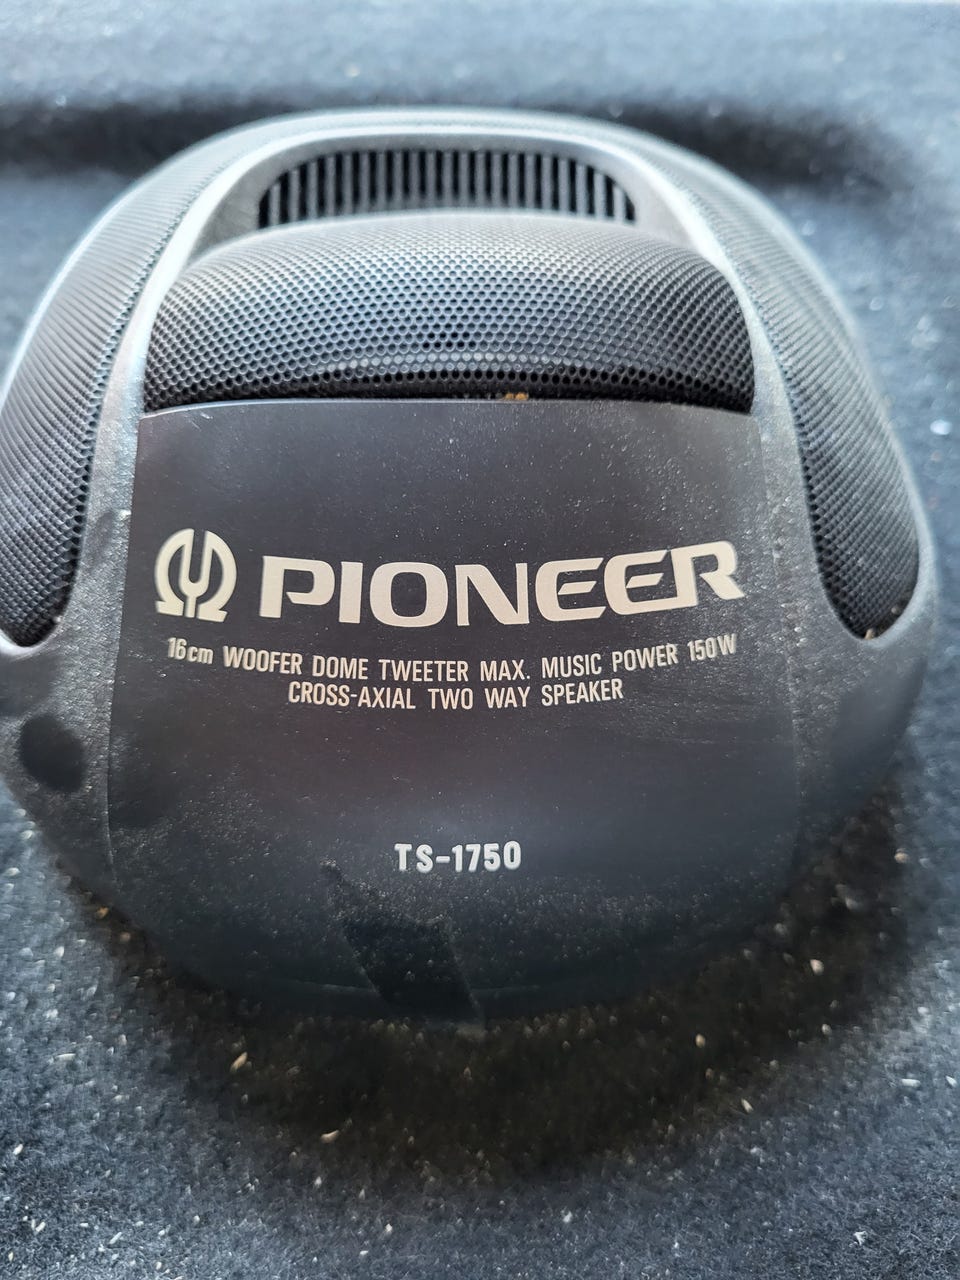 PIONEER
16cm WOOFER DOME TWEETER MAX. MUSIC POWER 150W
CROSS-AXIAL TWO WAY SPEAKER
TS-1750